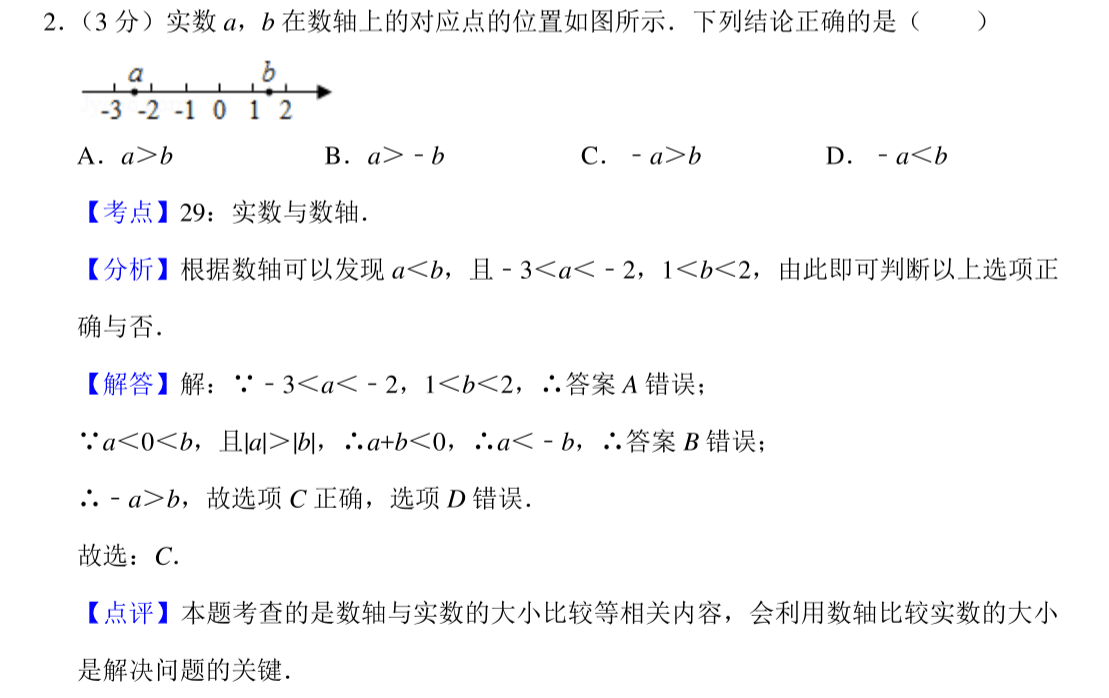 2.（3 分）实数 a，b 在数轴上的对应点的位置如图所示．下列结论正确的是（　　）
a b
-3 -2 -1 0 1 2
A．a＞b B．a＞﹣b C．﹣a＞b D．﹣a＜b
【考点】29：实数与数轴．
【分析】根据数轴可以发现 a＜b，且﹣3＜a＜﹣2，1＜b＜2，由此即可判断以上选项正
确与否．
【解答】解：∵﹣3＜a＜﹣2，1＜b＜2，∴答案 A 错误；
∵a＜0＜b，且|a|＞|b|，∴a+b＜0，∴a＜﹣b，∴答案 B 错误；
∴﹣a＞b，故选项 C 正确，选项 D 错误．
故选：C．
【点评】本题考查的是数轴与实数的大小比较等相关内容，会利用数轴比较实数的大小
是解决问题的关键．